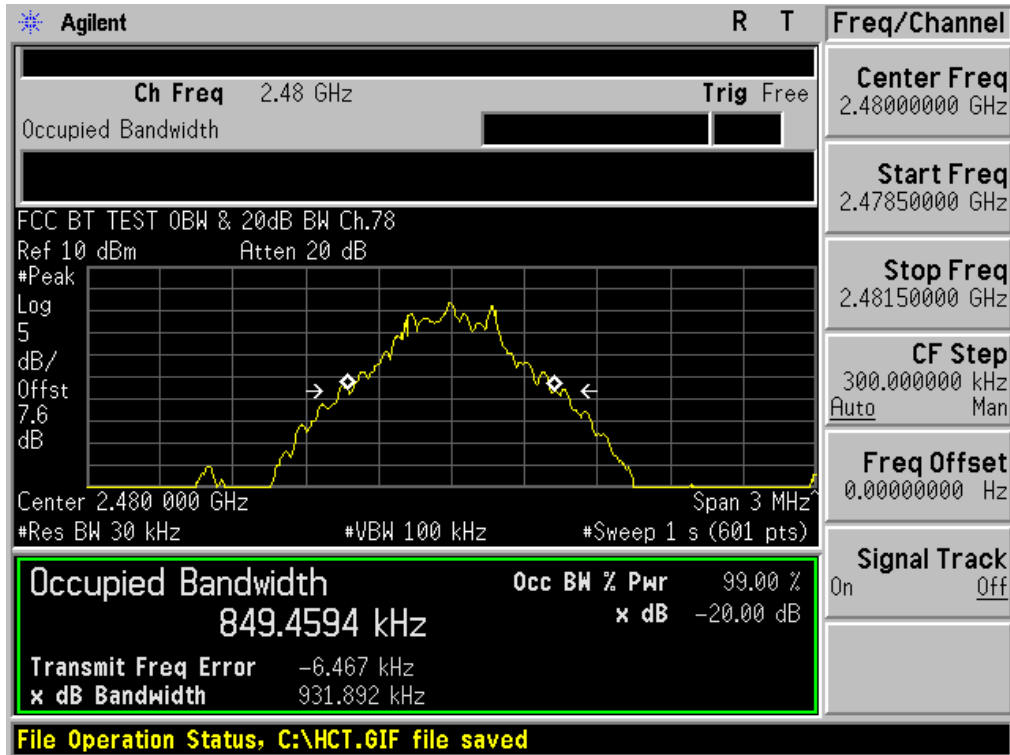 Agilent R T Freq/Channel
Ch Freq 2.48 GHz Trig Free
Occupied Bandwidth
Center Freq
2.48000000 GHz
Start Freq
2.47850000 GHz
Stop Freq
2.48150000 GHz
CF Step
300.000000 kHz
Auto Man
Freq Offset
0.00000000 Hz
Signal Track
On Off
FCC BT TEST OBW & 20dB BW Ch.78
Ref 10 dBm Atten 20 dB
#Peak
Log
5
dB/
Offst
7.6
dB
Center 2.480 000 GHz Span 3 MHz^
#Res BW 30 kHz #VBW 100 kHz #Sweep 1 s (601 pts)
Occupied Bandwidth Occ BW % Pwr 99.00 %
849.4594 kHz x dB -20.00 dB
Transmit Freq Error -6.467 kHz
x dB Bandwidth 931.892 kHz
File Operation Status, C:\HCT.GIF file saved